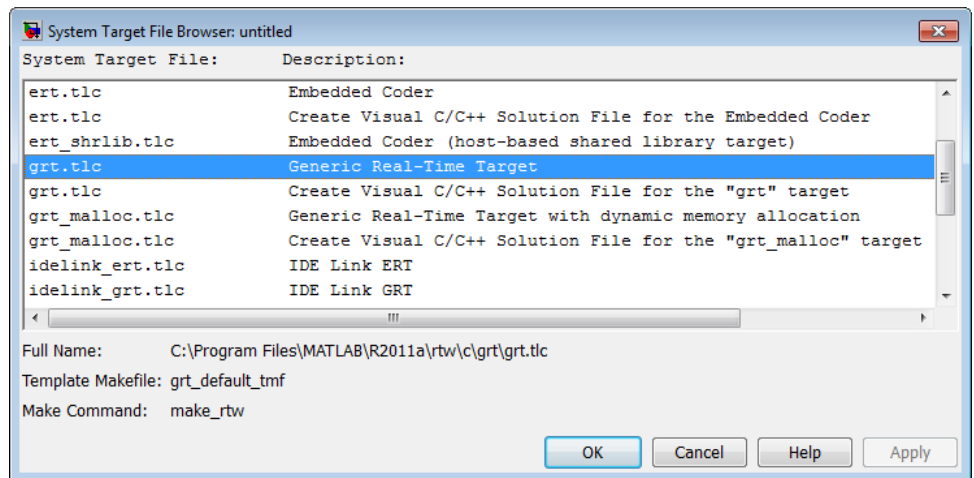 System Target File Browser: untitled
System Target File: Description:
ert.tlc Embedded Coder
ert.tlc Create Visual C/C++ Solution File for the Embedded Coder
ert_shrlib.tlc Embedded Coder (host-based shared library target)
grt.tlc Generic Real-Time Target
grt.tlc Create Visual C/C++ Solution File for the "grt" target
grt_malloc.tlc Generic Real-Time Target with dynamic memory allocation
grt_malloc.tlc Create Visual C/C++ Solution File for the "grt_malloc" target
idelink_ert.tlc IDE Link ERT
idelink_grt.tlc IDE Link GRT
Full Name: C:\Program Files\MATLAB\R2011a\rtw\c\grt\grt.tlc
Template Makefile: grt_default_tmf
Make Command: make_rtw
OK Cancel Help Apply